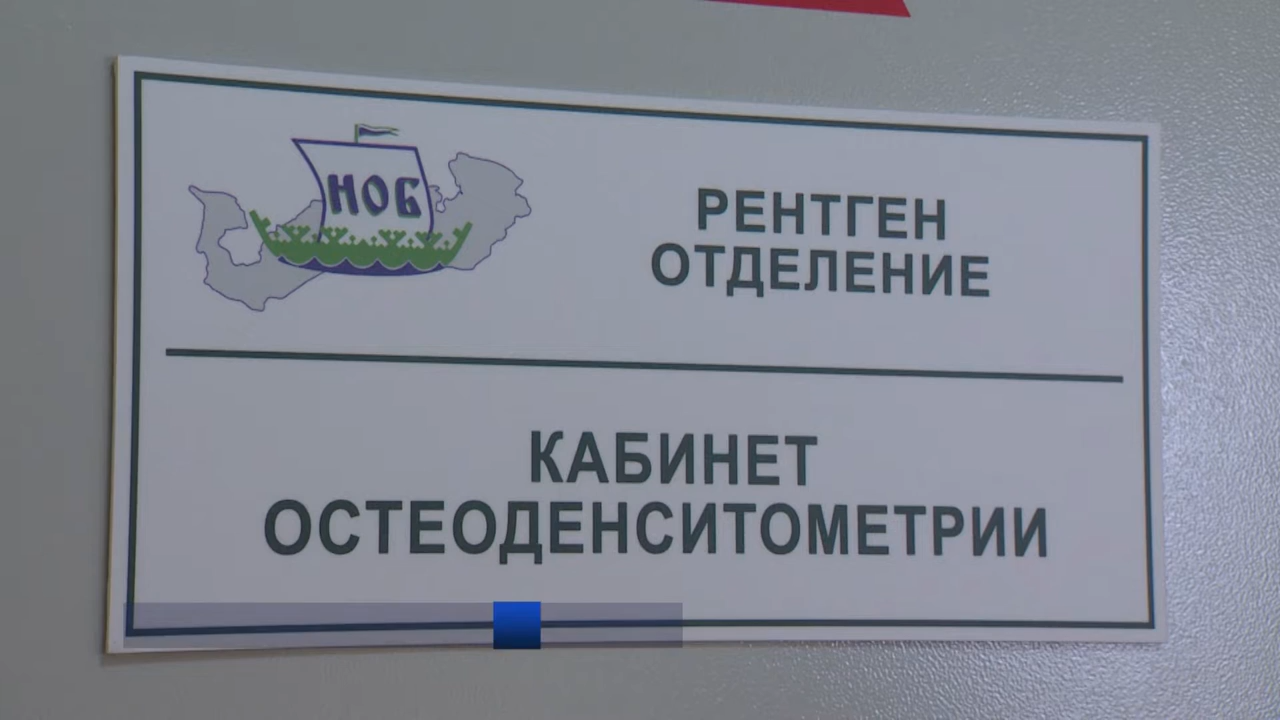 НОБ
РЕНТГЕН
ОТДЕЛЕНИЕ
КАБИНЕТ
ОСТЕОДЕНСИТОМЕТРИИ